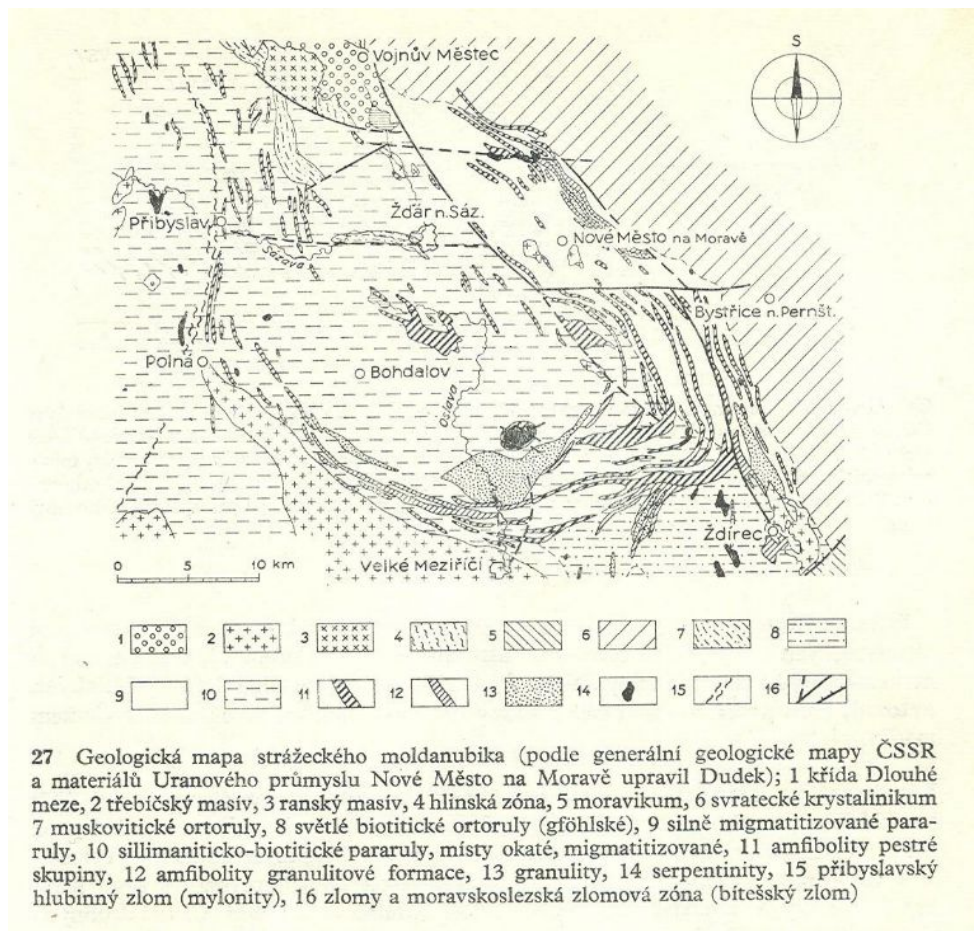 S
Vojnův Městec
Přibyslav
Žďár n. Sáz.
Sázava
Nové Město na Moravě
Bystřice n. Pernšt.
Polná
Bohdalov
Oslava
Ždírec
Velké Meziříčí
0 5 10 km
1 2 3 4 5 6 7 8
9 10 11 12 13 14 15 16
27 Geologická mapa strážeckého moldanubika (podle generální geologické mapy ČSSR
a materiálů Uranového průmyslu Nové Město na Moravě upravil Dudek); 1 křída Dlouhé
meze, 2 třebíčský masív, 3 ranský masív, 4 hlinská zóna, 5 moravikum, 6 svratecké krystalinikum
7 muskovitické ortoruly, 8 světlé biotitické ortoruly (gföhlské), 9 silně migmatitizované para-
ruly, 10 sillimaniticko-biotitické pararuly, místy okaté, migmatitizované, 11 amfibolity pestré
skupiny, 12 amfibolity granulitové formace, 13 granulity, 14 serpentinity, 15 přibyslavský
hlubinný zlom (mylonity), 16 zlomy a moravskoslezská zlomová zóna (bítešský zlom)